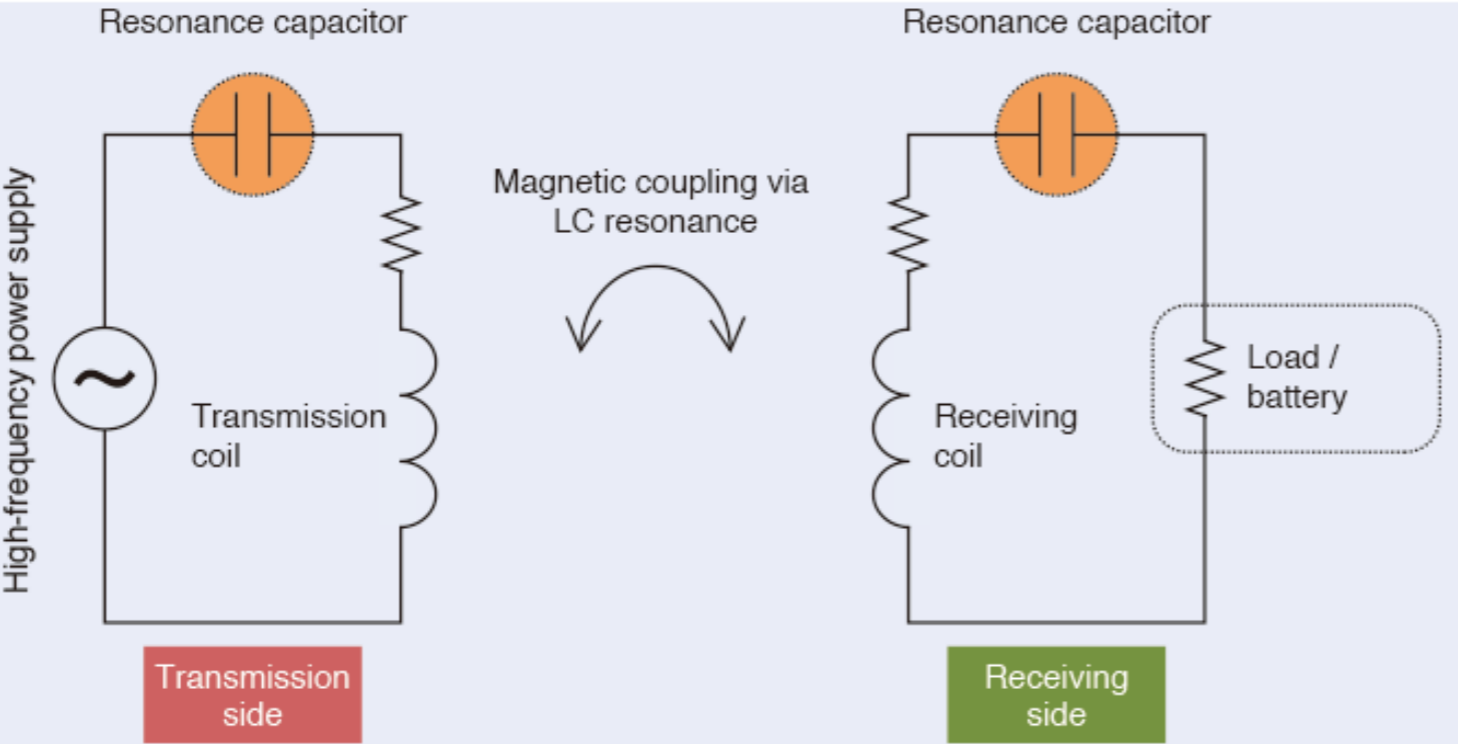 Resonance capacitor
Resonance capacitor
High-frequency power supply
Magnetic coupling via
LC resonance
Transmission
coil
Receiving
coil
Load /
battery
Transmission
side
Receiving
side